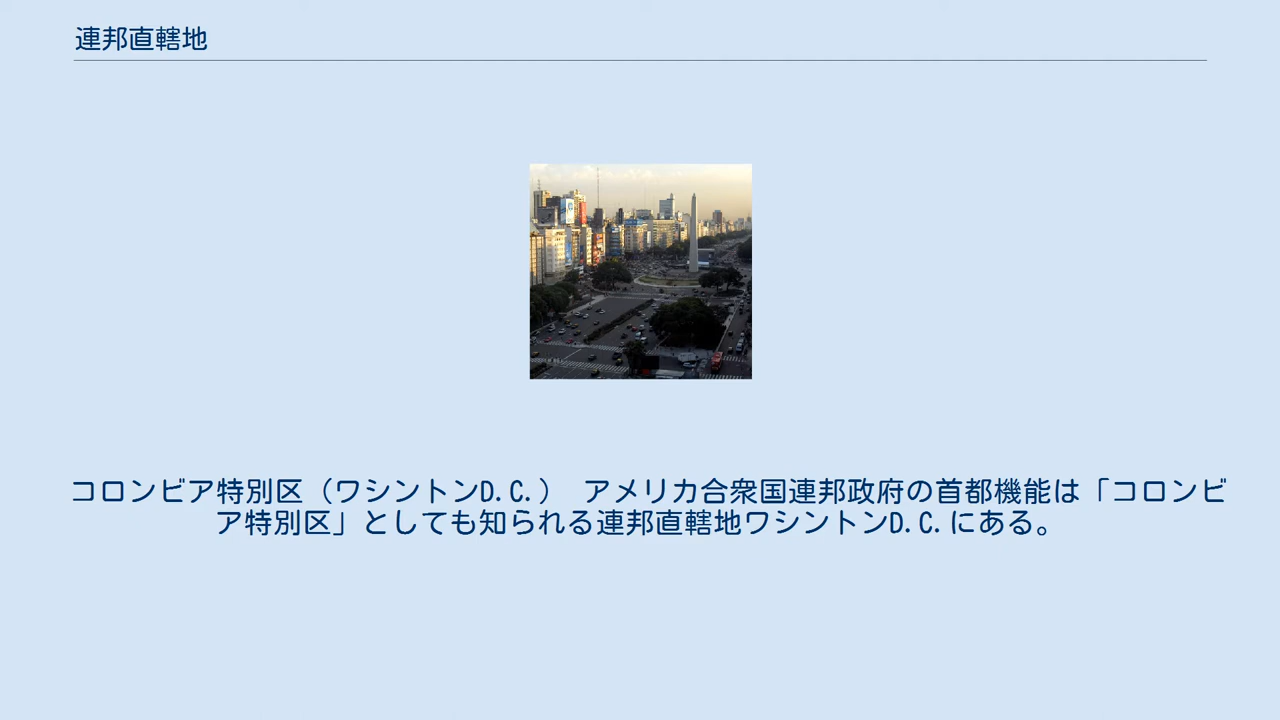 連邦直轄地
コロンビア特別区（ワシントンD.C.） アメリカ合衆国連邦政府の首都機能は「コロンビ
ア特別区」としても知られる連邦直轄地ワシントンD.C.にある。